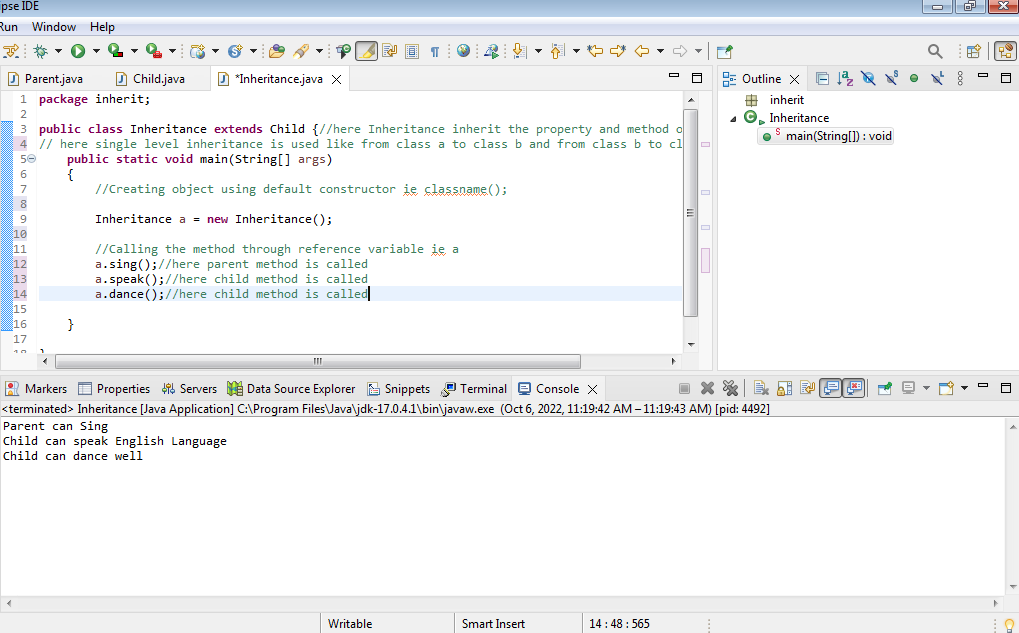 ipse IDE
Run Window Help
Parent.java Child.java *Inheritance.java Outline
1 package inherit;
2
3 public class Inheritance extends Child {//here Inheritance inherit the property and method o
4 // here single level inheritance is used like from class a to class b and from class b to cl
5 public static void main(String[] args)
6 {
7 //Creating object using default constructor ie classname();
8
9 Inheritance a = new Inheritance();
10
11 //Calling the method through reference variable ie a
12 a.sing();//here parent method is called
13 a.speak();//here child method is called
14 a.dance();//here child method is called
15
16 }
17
18 }
inherit
Inheritance
main(String[]) : void
Markers Properties Servers Data Source Explorer Snippets Terminal Console
<terminated> Inheritance [Java Application] C:\Program Files\Java\jdk-17.0.4.1\bin\javaw.exe (Oct 6, 2022, 11:19:42 AM – 11:19:43 AM) [pid: 4492]
Parent can Sing
Child can speak English Language
Child can dance well
Writable Smart Insert 14 : 48 : 565